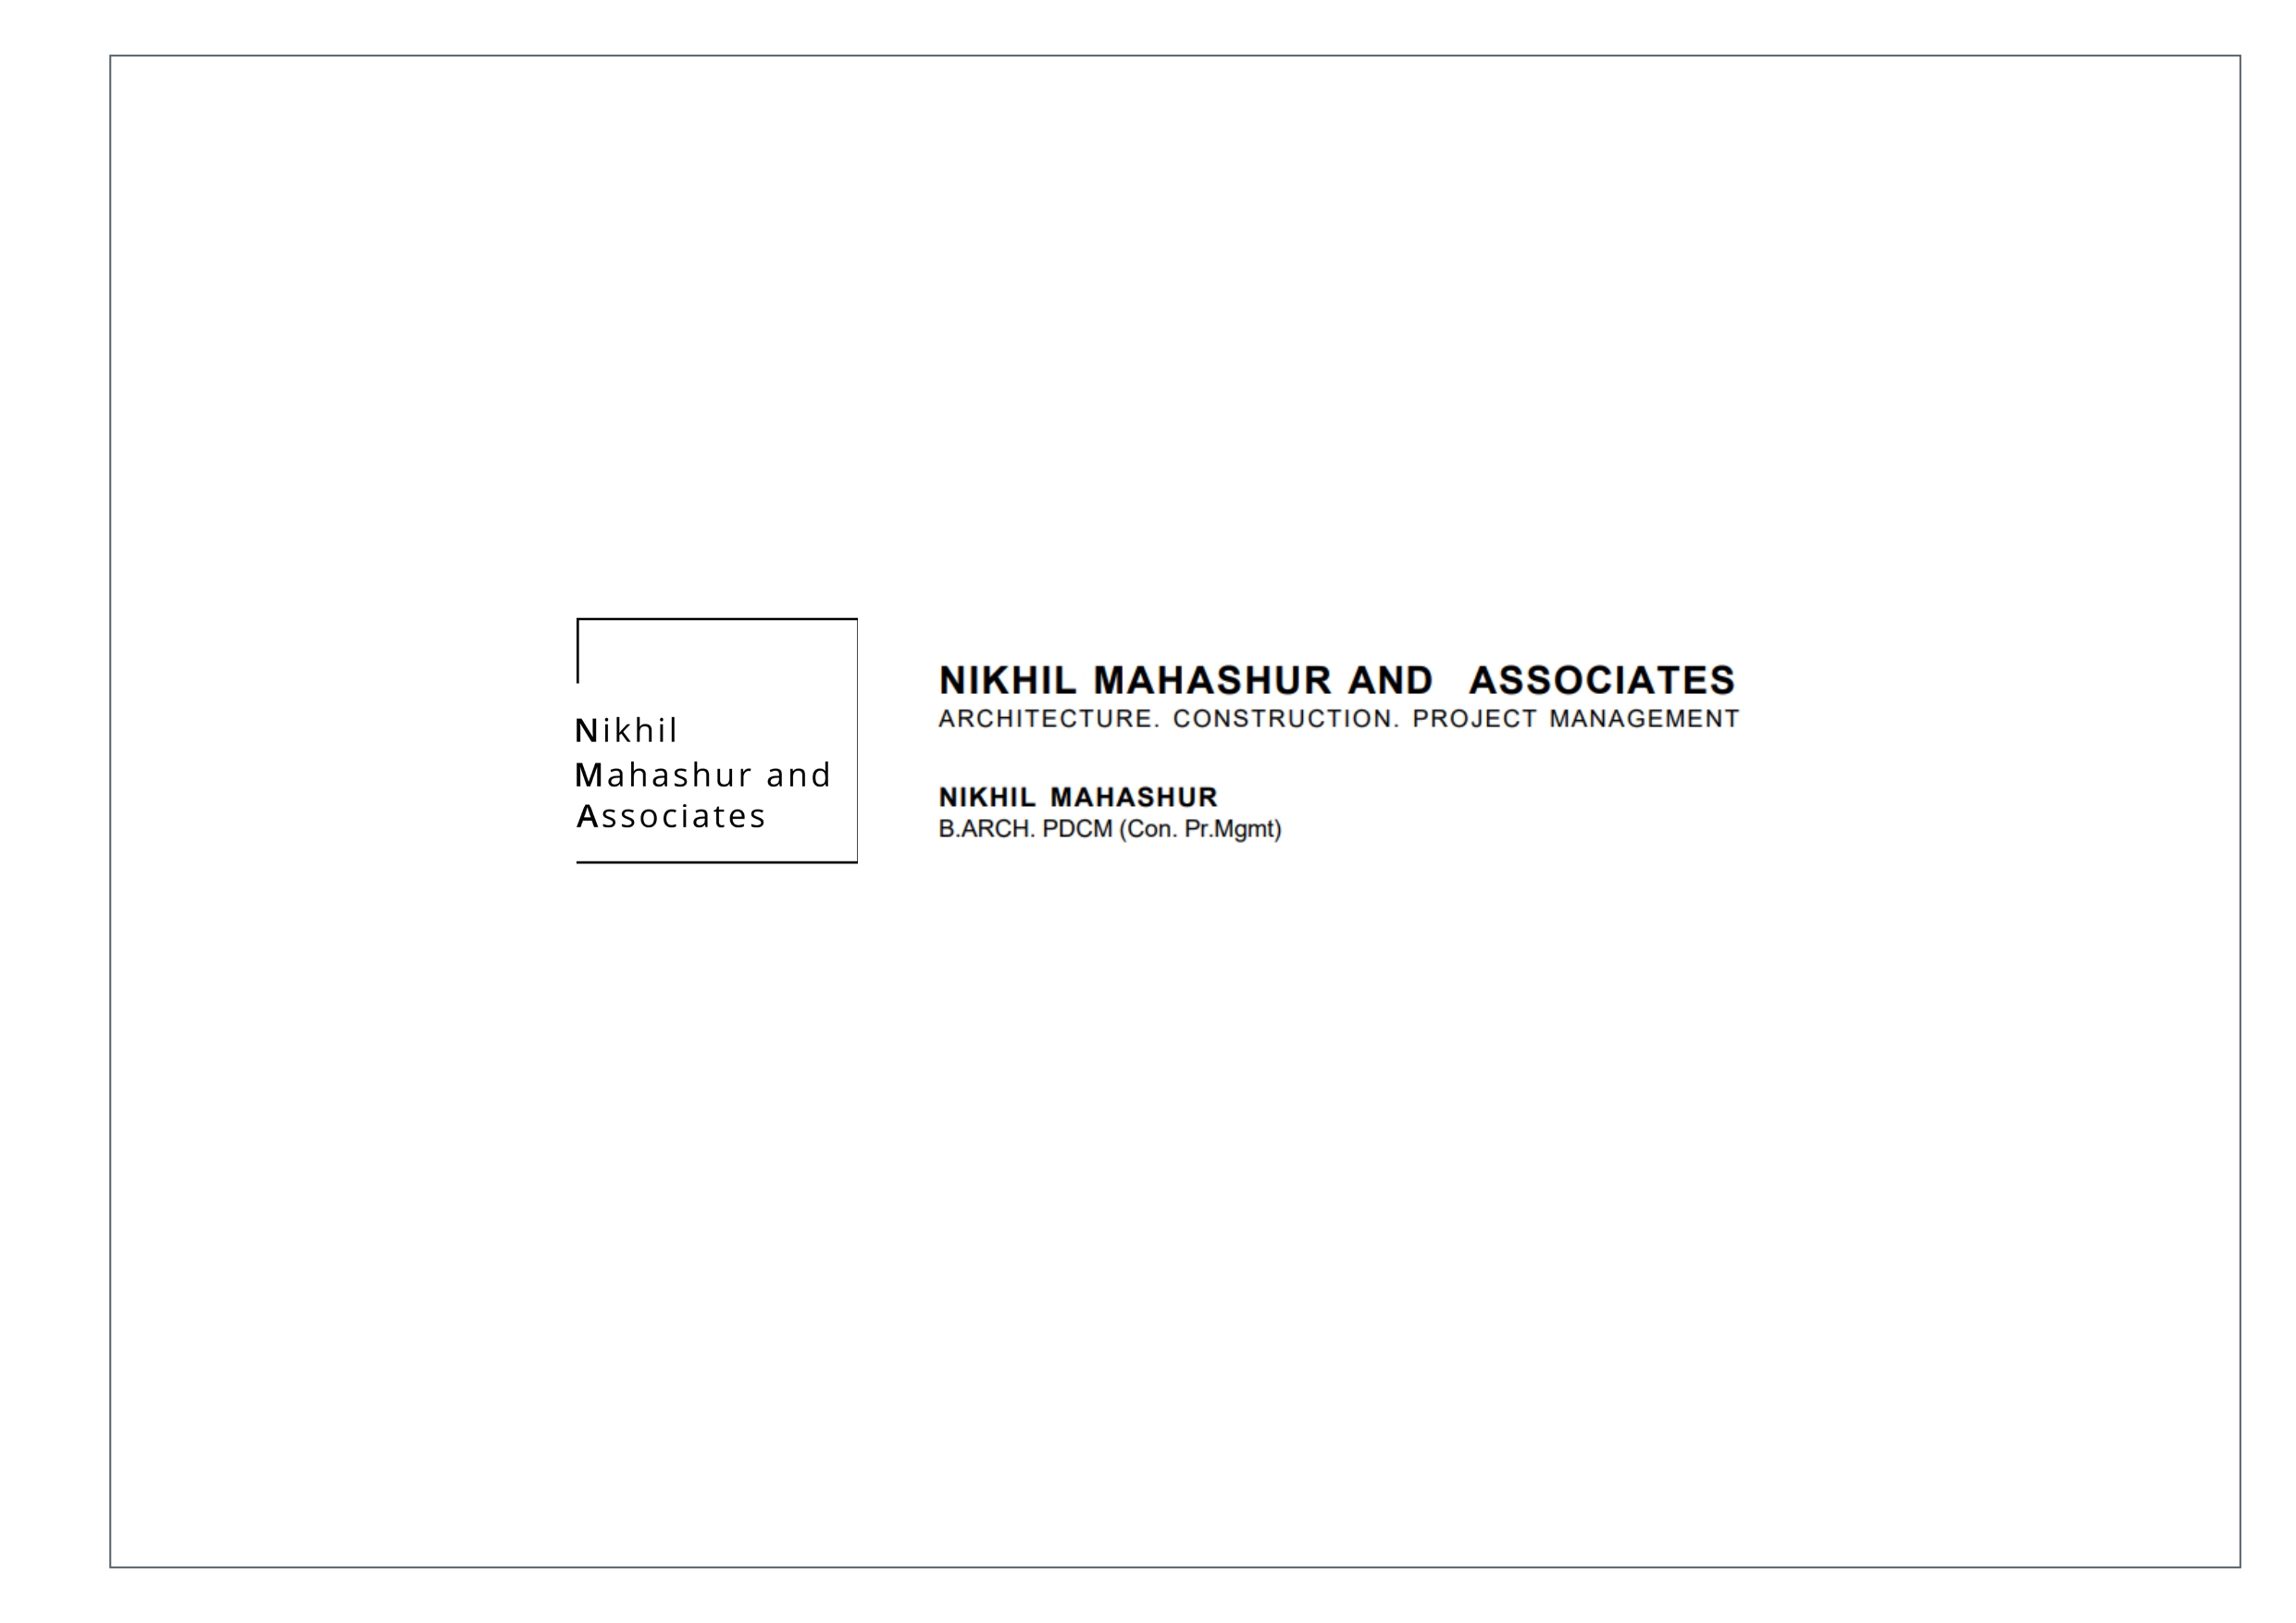 Nikhil
Mahashur and
Associates
NIKHIL MAHASHUR AND ASSOCIATES
ARCHITECTURE. CONSTRUCTION. PROJECT MANAGEMENT
NIKHIL MAHASHUR
B.ARCH. PDCM (Con. Pr.Mgmt)